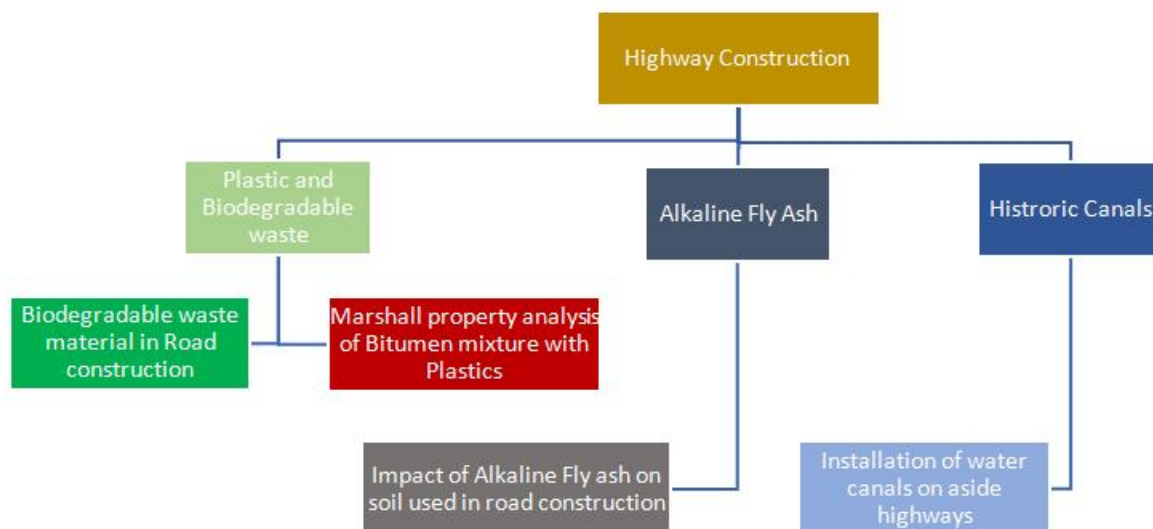 Highway Construction
Plastic and
Biodegradable
waste
Alkaline Fly Ash
Histroric Canals
Biodegradable waste
material in Road
construction
Marshall property analysis
of Bitumen mixture with
Plastics
Impact of Alkaline Fly ash on
soil used in road construction
Installation of water
canals on aside
highways